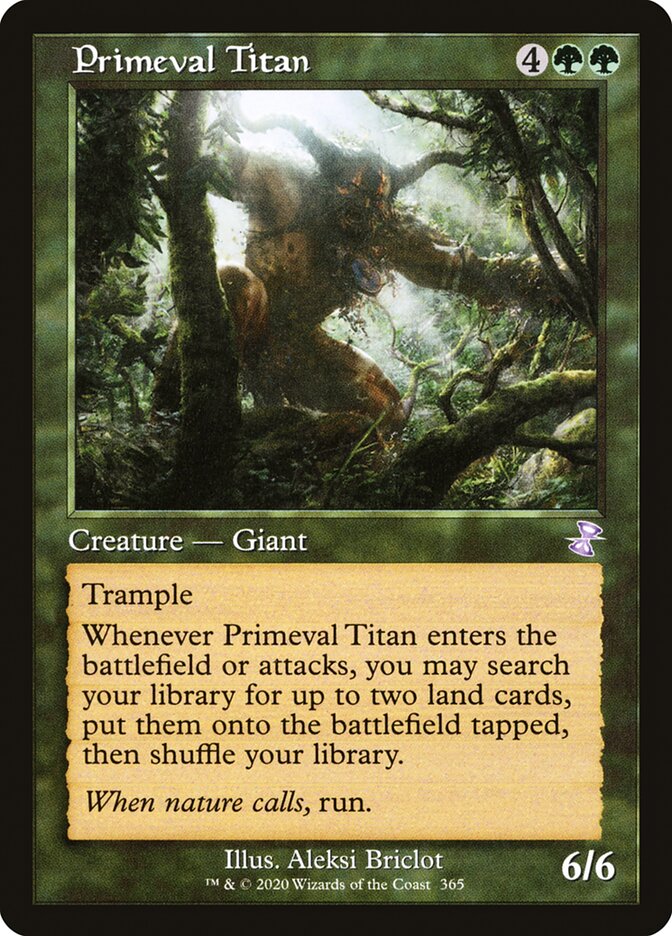 Primeval Titan 4
Creature — Giant
Trample
Whenever Primeval Titan enters the
battlefield or attacks, you may search
your library for up to two land cards,
put them onto the battlefield tapped,
then shuffle your library.
When nature calls, run.
Illus. Aleksi Briclot
6/6
™ & © 2020 Wizards of the Coast 365